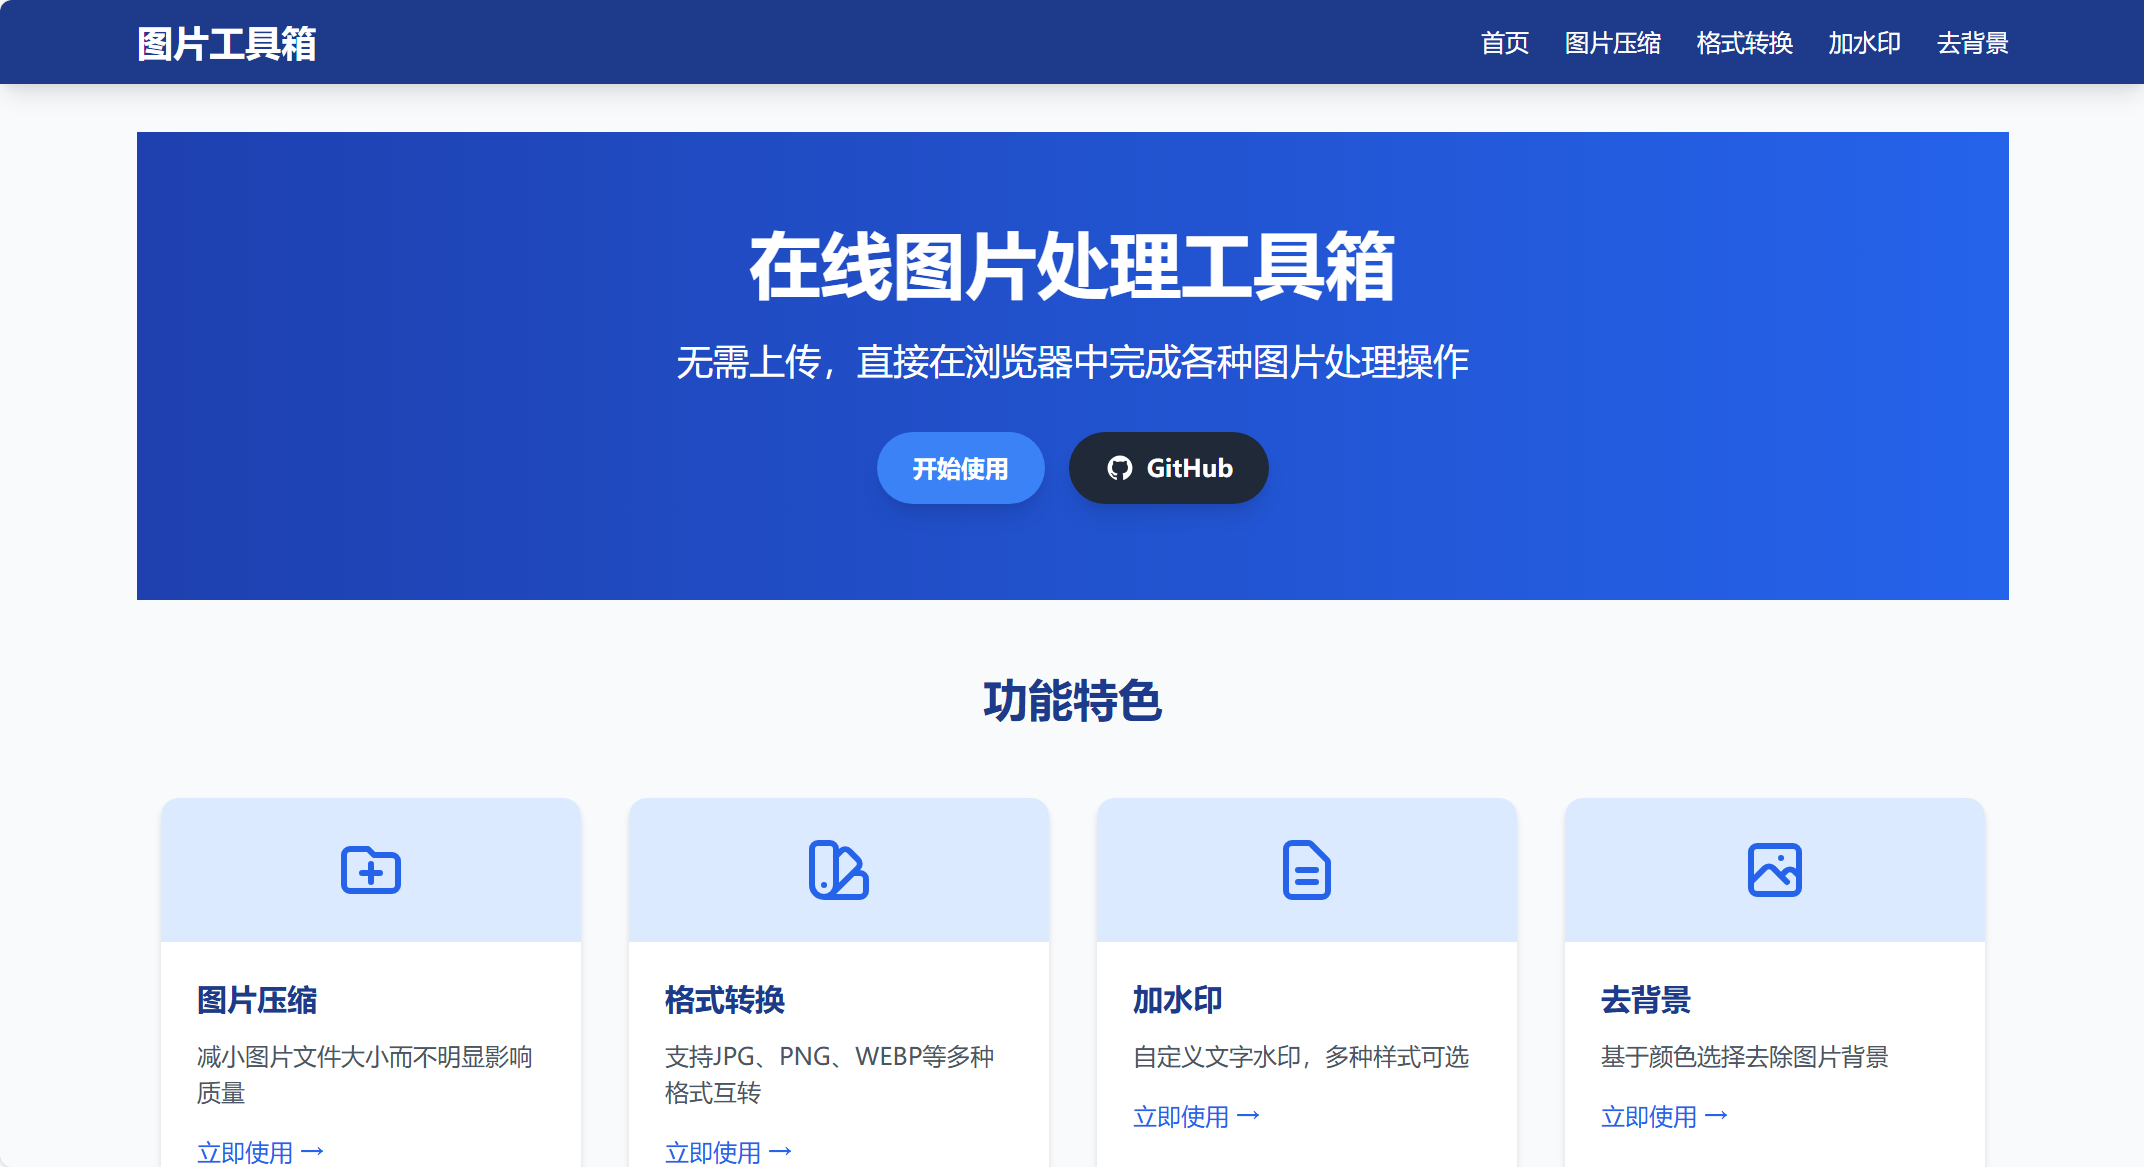 图片工具箱
首页 图片压缩 格式转换 加水印 去背景
在线图片处理工具箱
无需上传，直接在浏览器中完成各种图片处理操作
开始使用
GitHub
功能特色
图片压缩
减小图片文件大小而不明显影响
质量
立即使用 →
格式转换
支持JPG、PNG、WEBP等多种
格式互转
立即使用 →
加水印
自定义文字水印，多种样式可选
立即使用 →
去背景
基于颜色选择去除图片背景
立即使用 →